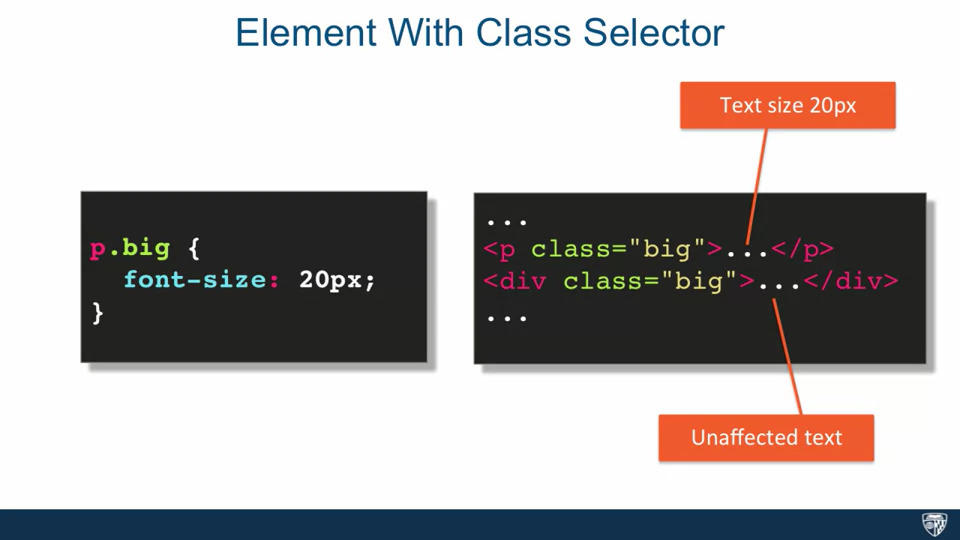 Element With Class Selector
Text size 20px
p.big {
font-size: 20px;
}
...
<p class="big">...</p>
<div class="big">...</div>
...
Unaffected text